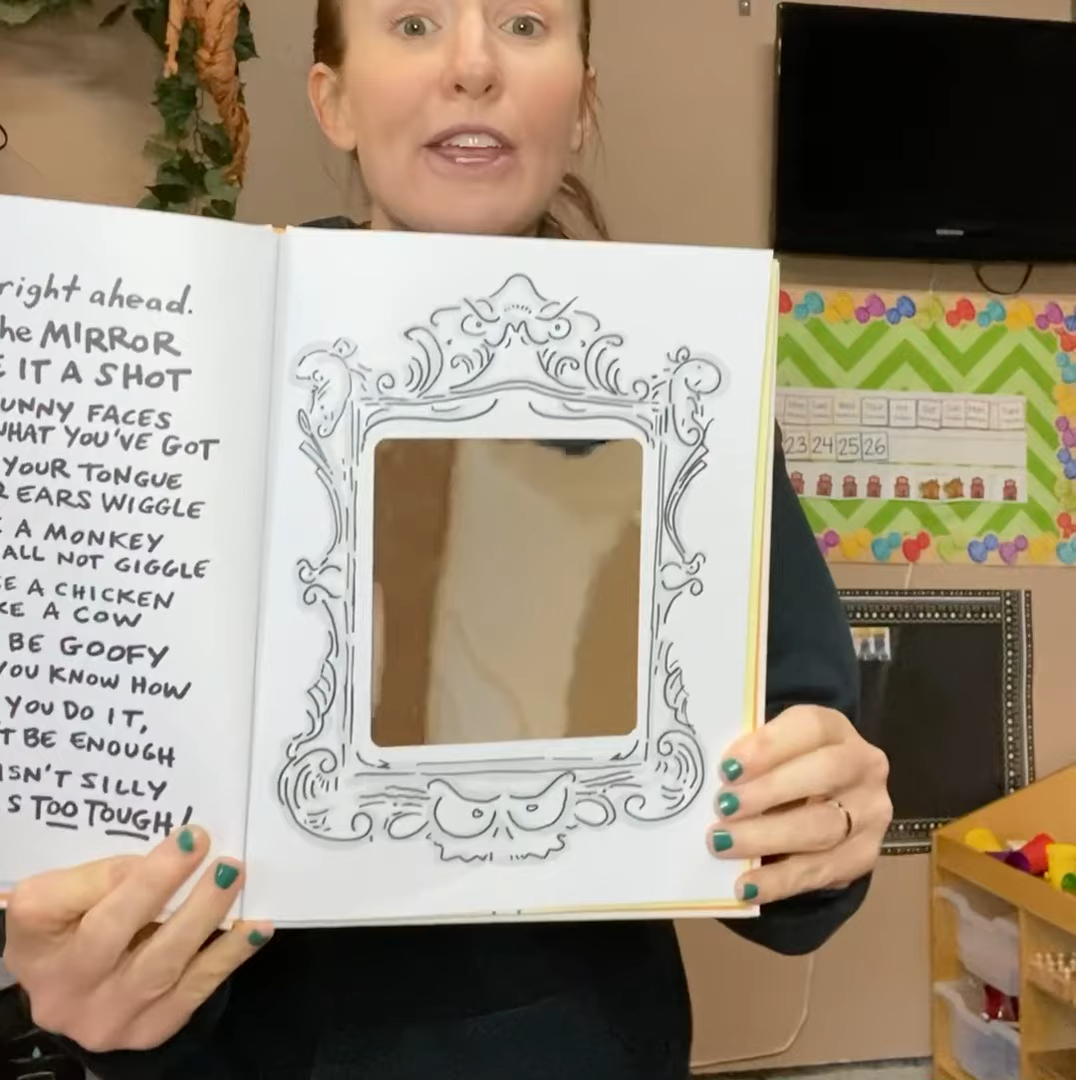 right ahead.
he MIRROR
IT A SHOT
UNNY FACES
WHAT YOU'VE GOT
YOUR TONGUE
EARS WIGGLE
A MONKEY
ALL NOT GIGGLE
E A CHICKEN
KE A COW
BE GOOFY
YOU KNOW HOW
YOU DO IT,
T BE ENOUGH
ISN'T SILLY
S TOO TOUGH!
23 24 25 26